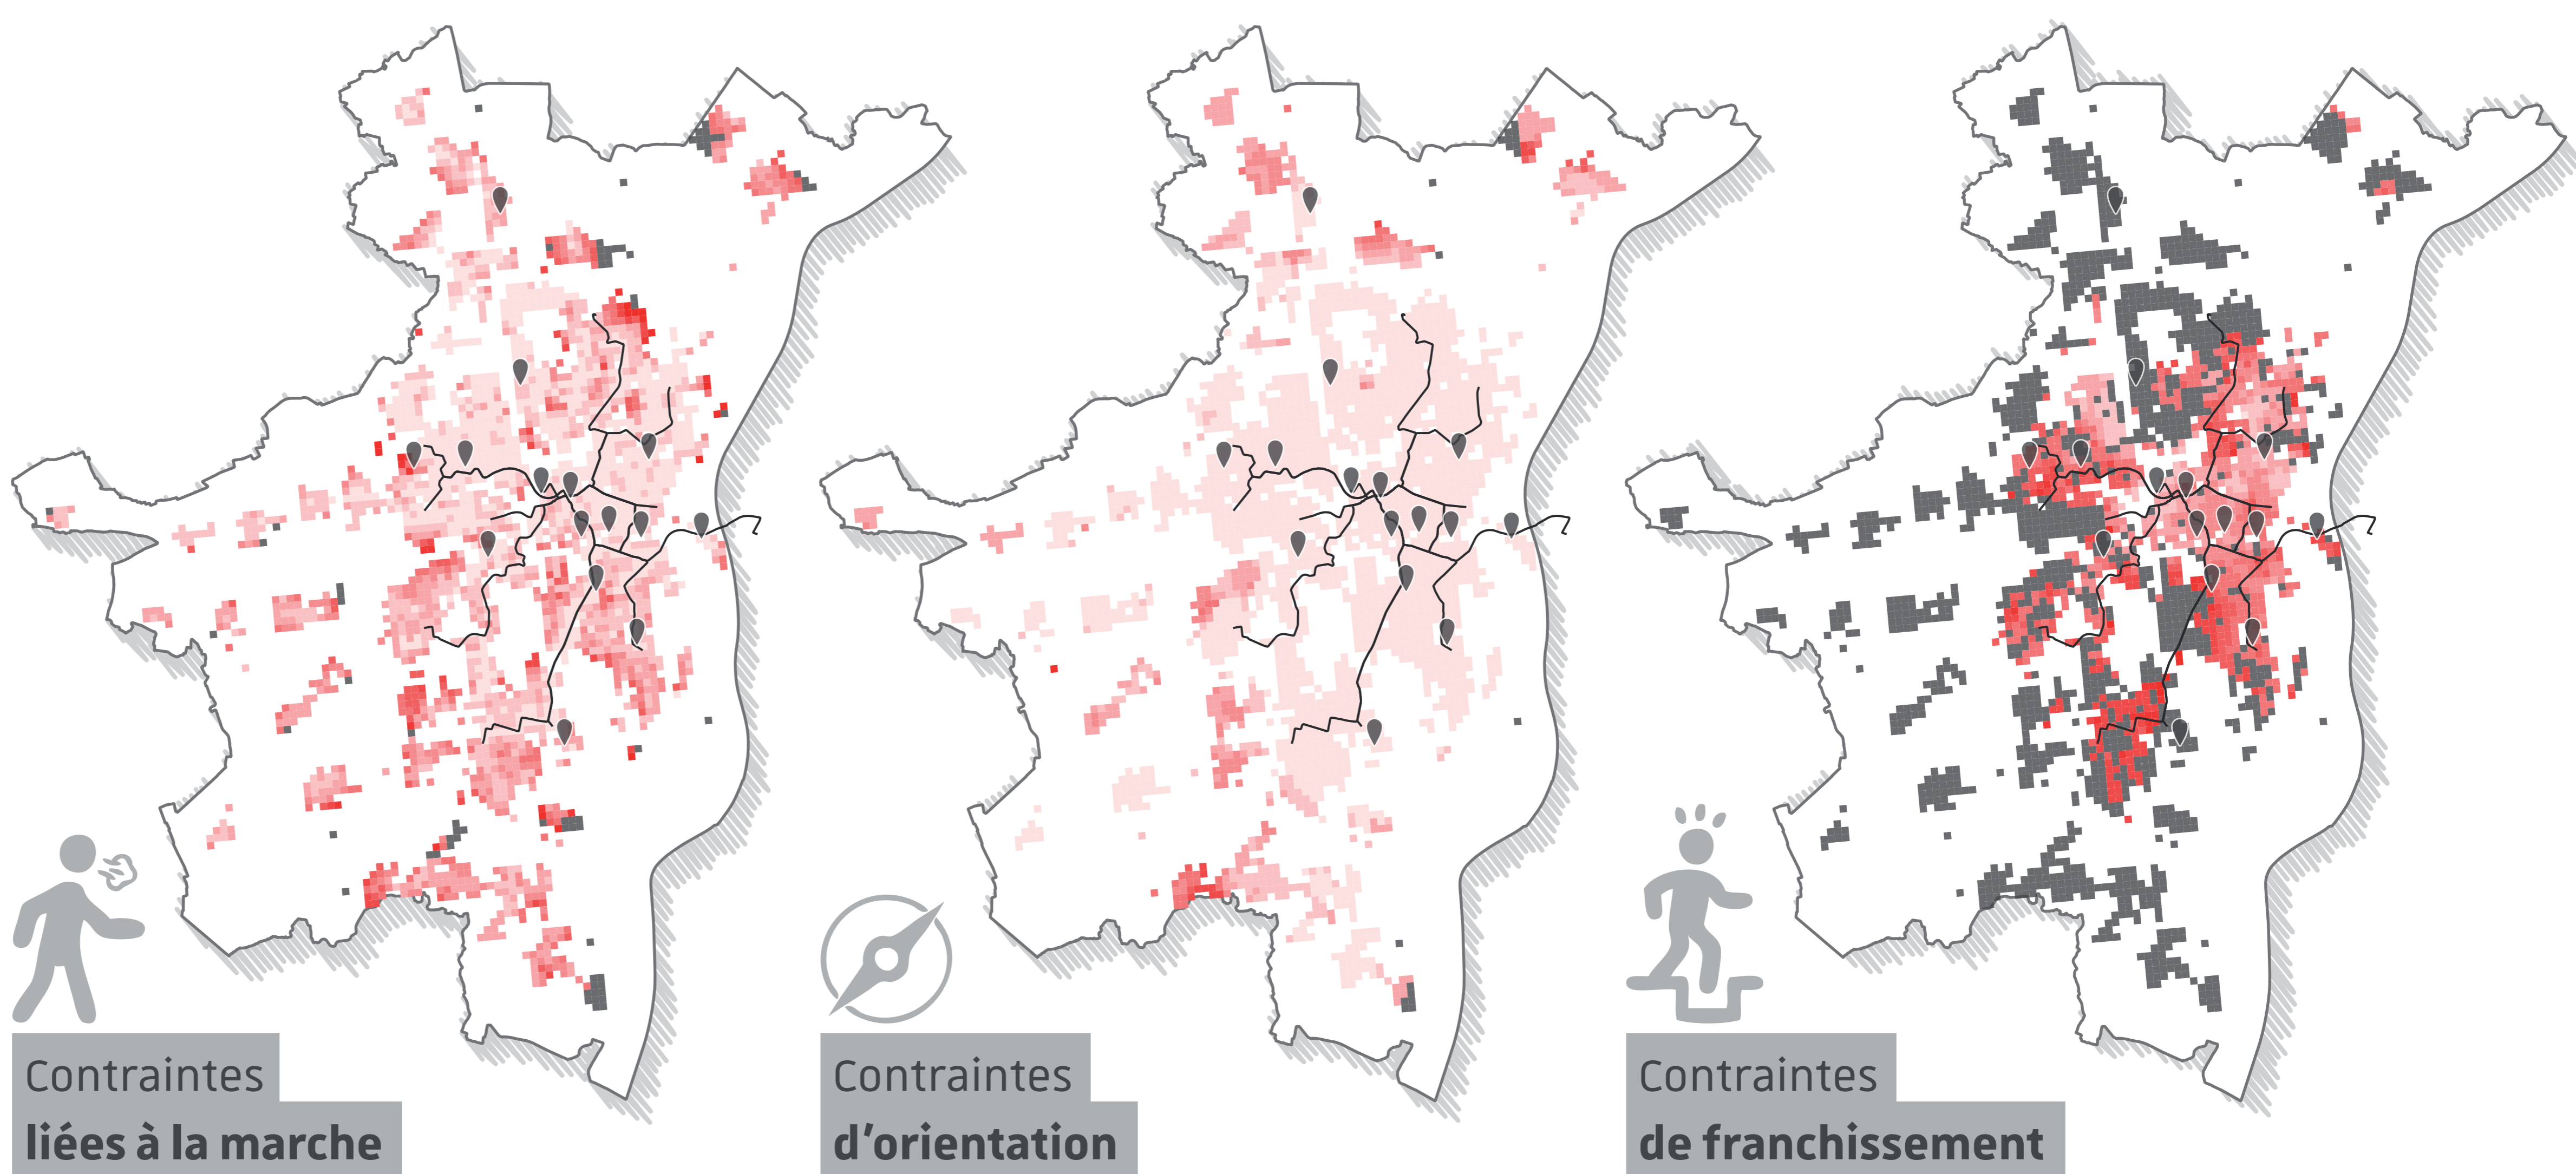 Contraintes
liées à la marche
Contraintes
d’orientation
Contraintes
de franchissement